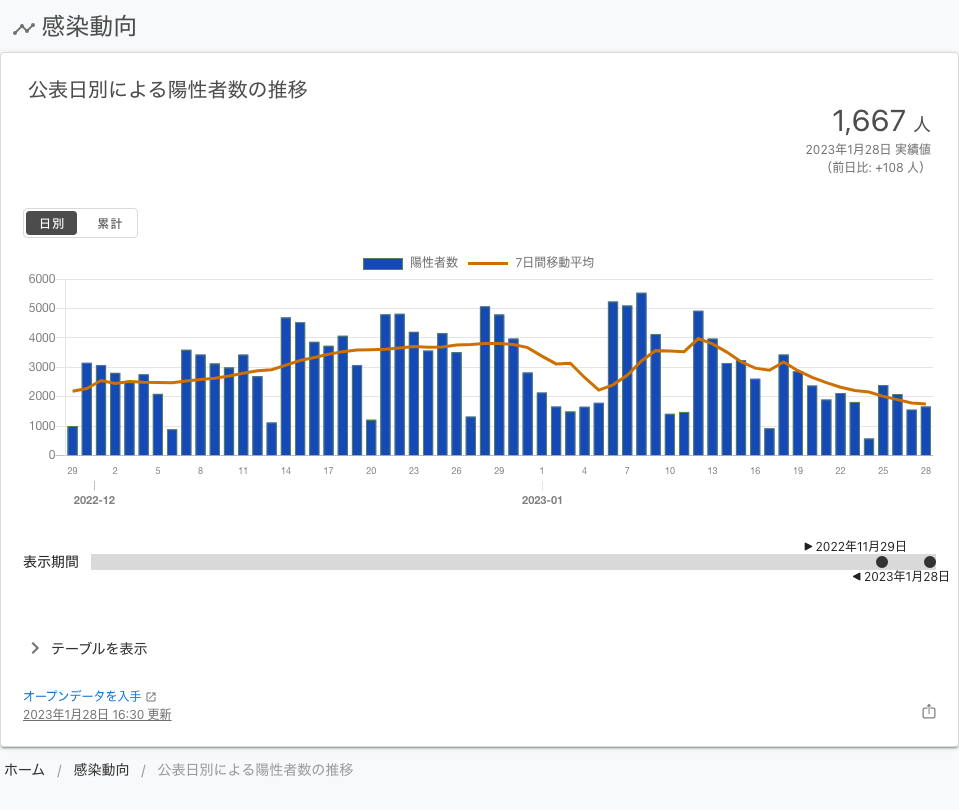 感染動向
公表日別による陽性者数の推移
1,667 人
2023年1月28日 実績値
（前日比: +108 人）
日別 累計
陽性者数 7日間移動平均
6000
5000
4000
3000
2000
1000
0
29 2 5 8 11 14 17 20 23 26 29 1 4 7 10 13 16 19 22 25 28
2022-12 2023-01
2022年11月29日
表示期間
2023年1月28日
テーブルを表示
オープンデータを入手
2023年1月28日 16:30 更新
ホーム / 感染動向 / 公表日別による陽性者数の推移